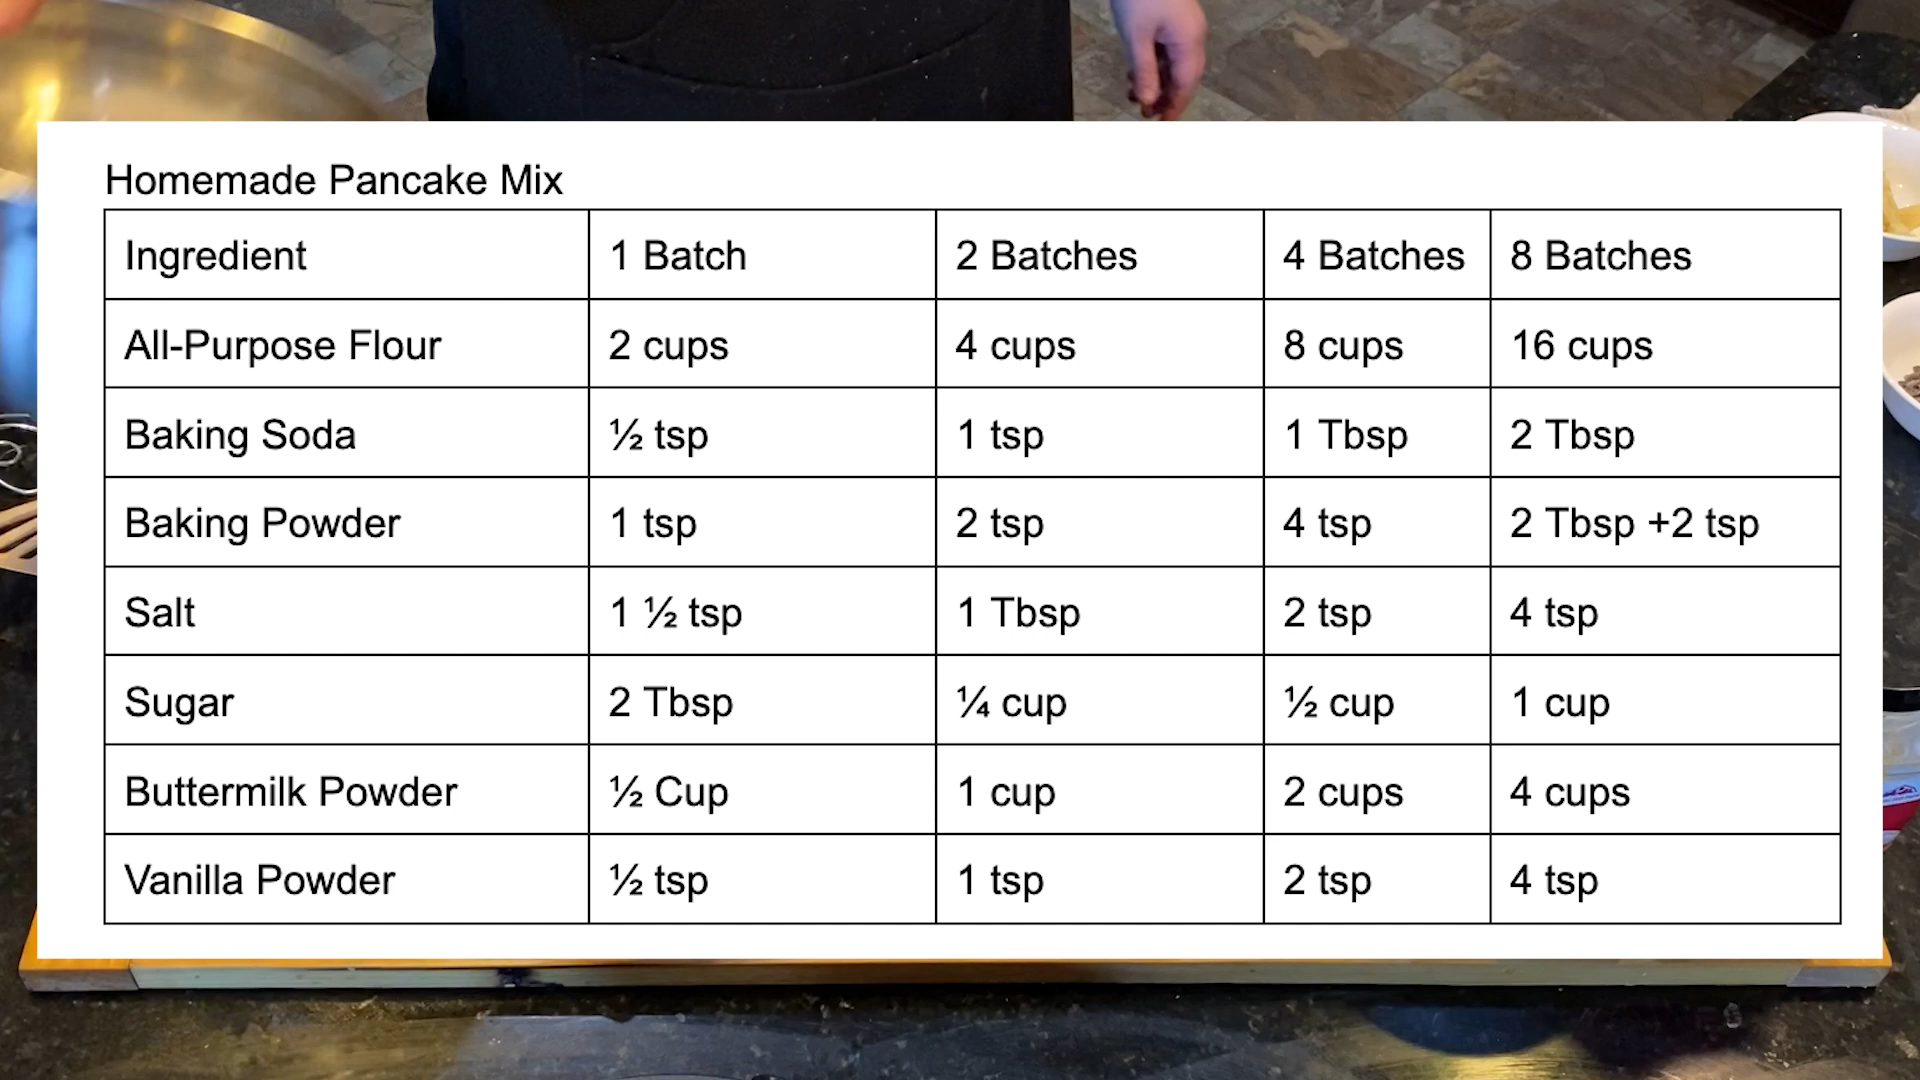 Homemade Pancake Mix
Ingredient 1 Batch 2 Batches 4 Batches 8 Batches
All-Purpose Flour 2 cups 4 cups 8 cups 16 cups
Baking Soda ½ tsp 1 tsp 1 Tbsp 2 Tbsp
Baking Powder 1 tsp 2 tsp 4 tsp 2 Tbsp +2 tsp
Salt 1 ½ tsp 1 Tbsp 2 tsp 4 tsp
Sugar 2 Tbsp ¼ cup ½ cup 1 cup
Buttermilk Powder ½ Cup 1 cup 2 cups 4 cups
Vanilla Powder ½ tsp 1 tsp 2 tsp 4 tsp